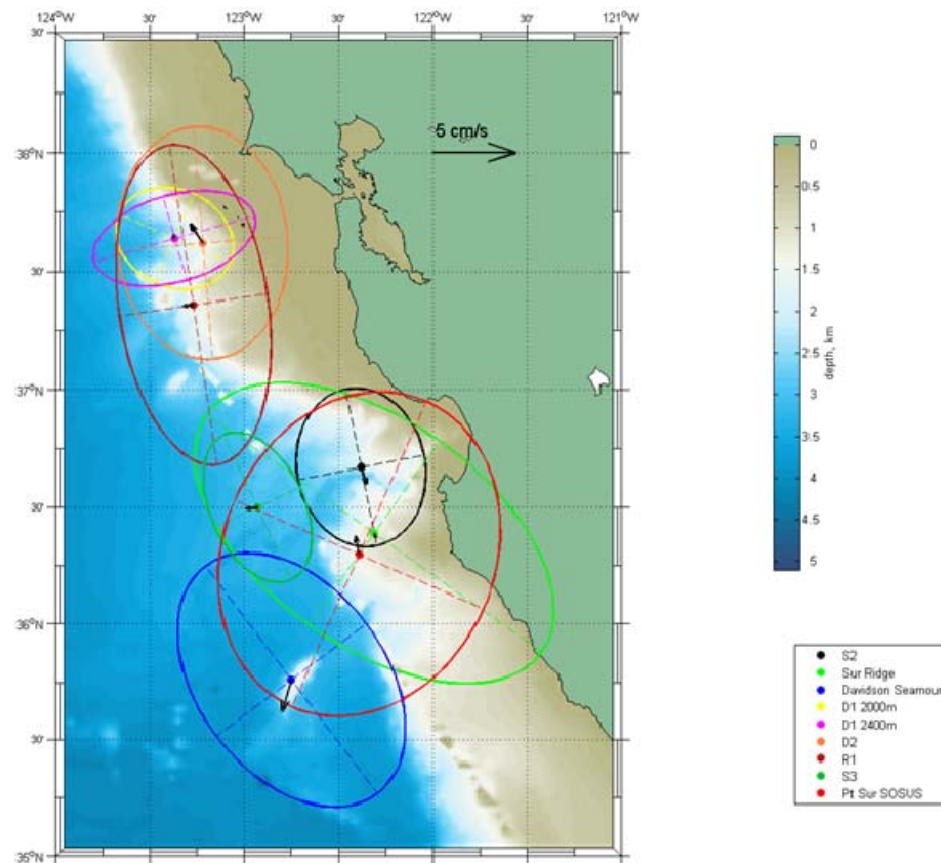 124°W 30' 123°W 30' 122°W 30' 121°W
30'
5 cm/s
38°N
30'
37°N
30'
36°N
30'
35°N
0
0.5
1
1.5
2
2.5
3
3.5
4
4.5
5
depth, km
S2
Sur Ridge
Davidson Seamoun
D1 2000m
D1 2400m
D2
R1
S3
Pt Sur SOSUS